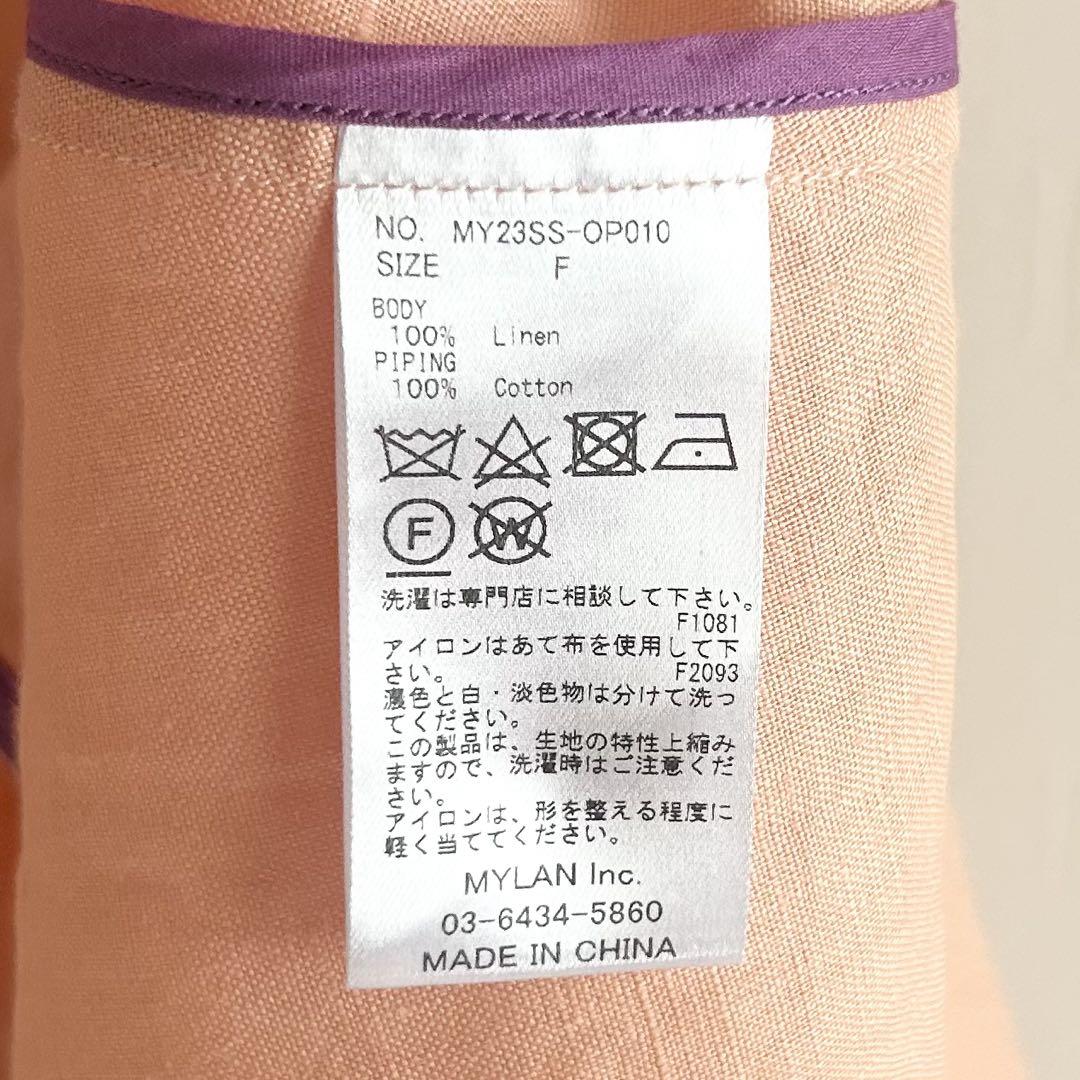 NO. MY23SS-OP010
SIZE F
BODY
100% Linen
PIPING
100% Cotton
F W
洗濯は専門店に相談して下さい。
F1081
アイロンはあて布を使用して下
さい。 F2093
濃色と白・淡色物は分けて洗っ
てください。
この製品は、生地の特性上縮み
ますので、洗濯時はご注意くだ
さい。
アイロンは、形を整える程度に
軽く当ててください。
MYLAN Inc.
03-6434-5860
MADE IN CHINA